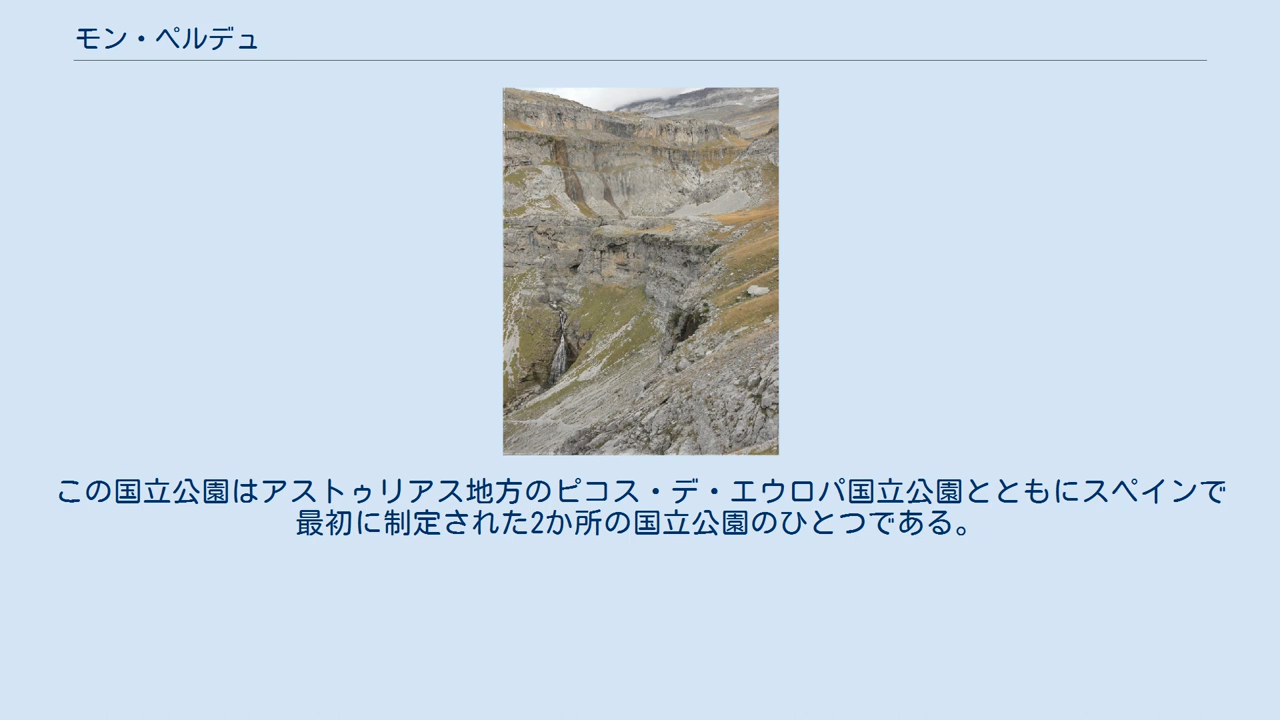 モン・ペルデュ
この国立公園はアストゥリアス地方のピコス・デ・エウロパ国立公園とともにスペインで
最初に制定された2か所の国立公園のひとつである。